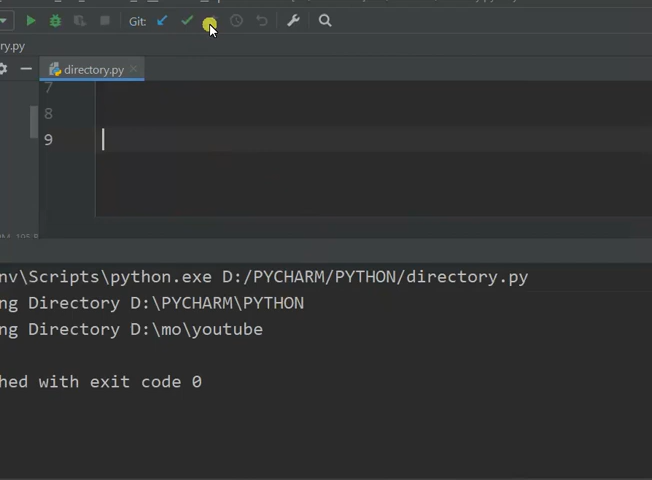 Git:
ry.py
directory.py
7
8
9
nv\Scripts\python.exe D:/PYCHARM/PYTHON/directory.py
ng Directory D:\PYCHARM\PYTHON
ng Directory D:\mo\youtube
hed with exit code 0